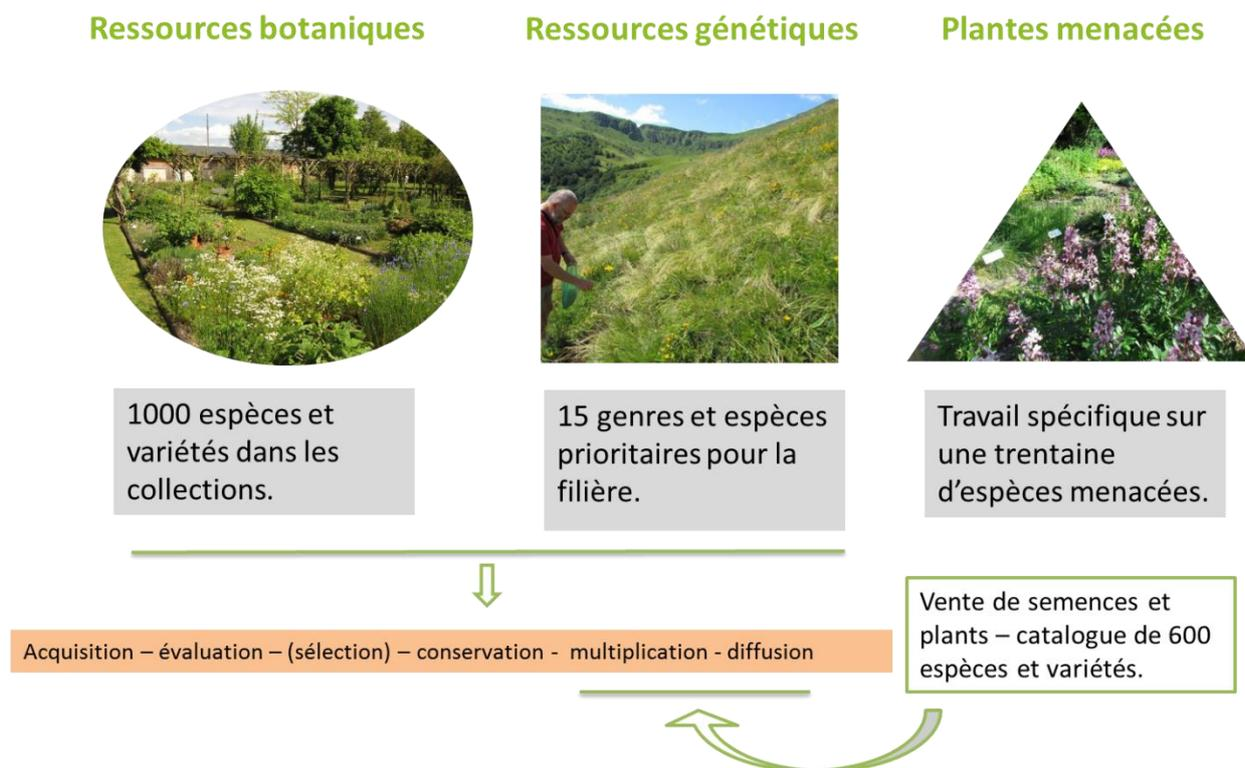 Ressources botaniques
Ressources génétiques
Plantes menacées
1000 espèces et
variétés dans les
collections.
15 genres et espèces
prioritaires pour la
filière.
Travail spécifique sur
une trentaine
d’espèces menacées.
Acquisition – évaluation – (sélection) – conservation - multiplication - diffusion
Vente de semences et
plants – catalogue de 600
espèces et variétés.